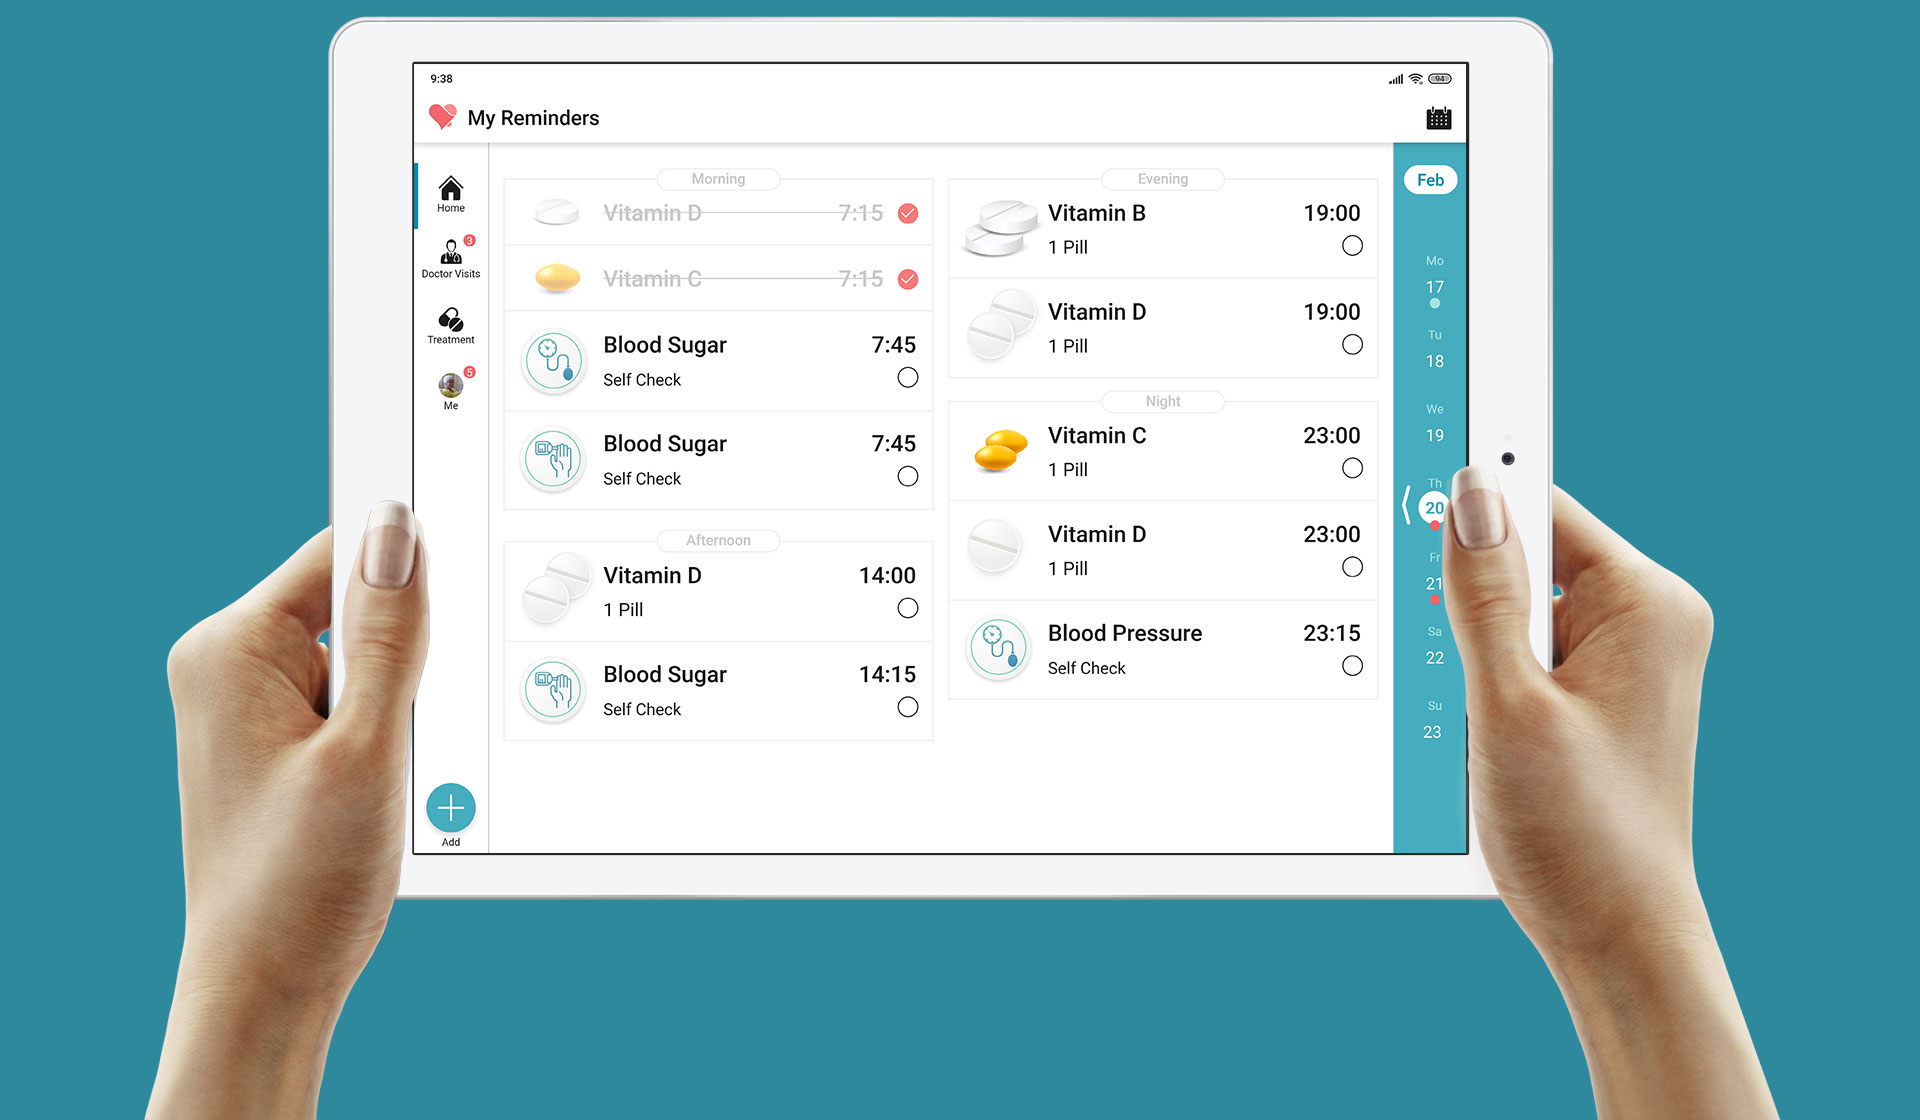 9:38
94
My Reminders
Home
3
Doctor Visits
Treatment
5
Me
Add
Morning
Vitamin D 7:15
Vitamin C 7:15
Blood Sugar 7:45
Self Check
Blood Sugar 7:45
Self Check
Afternoon
Vitamin D 14:00
1 Pill
Blood Sugar 14:15
Self Check
Evening
Vitamin B 19:00
1 Pill
Vitamin D 19:00
1 Pill
Night
Vitamin C 23:00
1 Pill
Vitamin D 23:00
1 Pill
Blood Pressure 23:15
Self Check
Feb
Mo
17
Tu
18
We
19
Th
20
Fr
21
Sa
22
Su
23